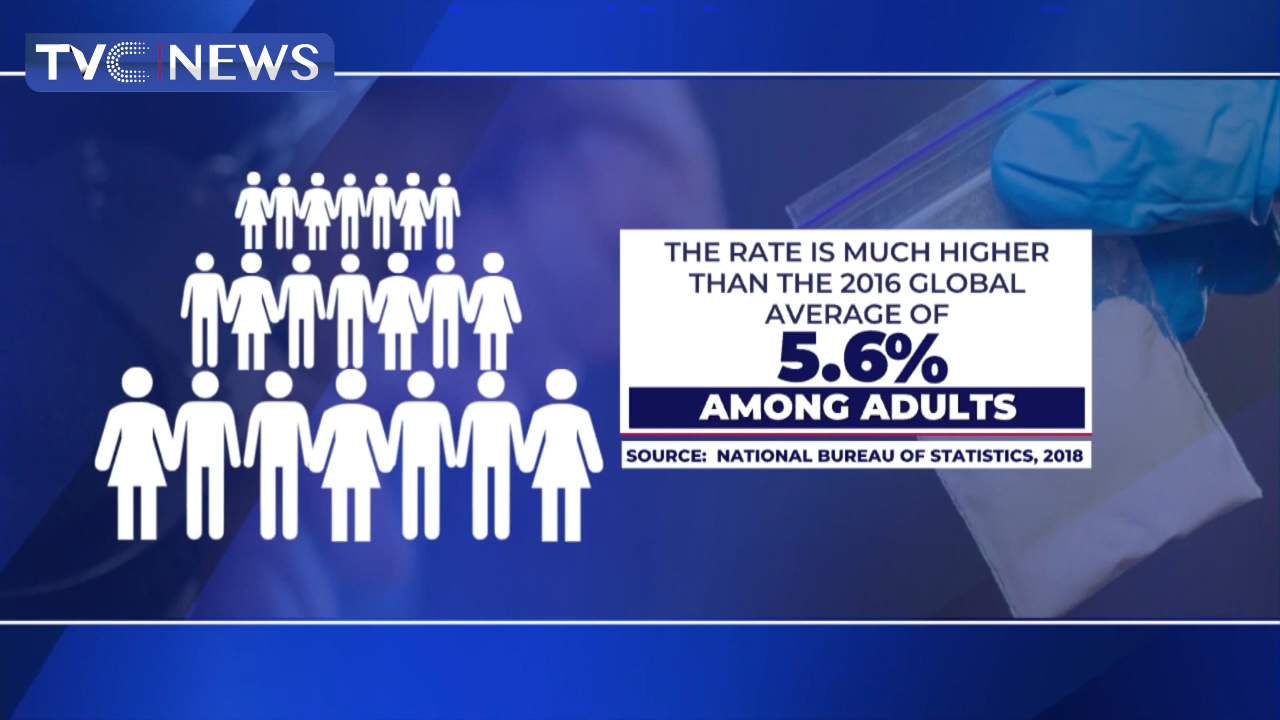 TVC NEWS
THE RATE IS MUCH HIGHER
THAN THE 2016 GLOBAL
AVERAGE OF
5.6%
AMONG ADULTS
SOURCE: NATIONAL BUREAU OF STATISTICS, 2018